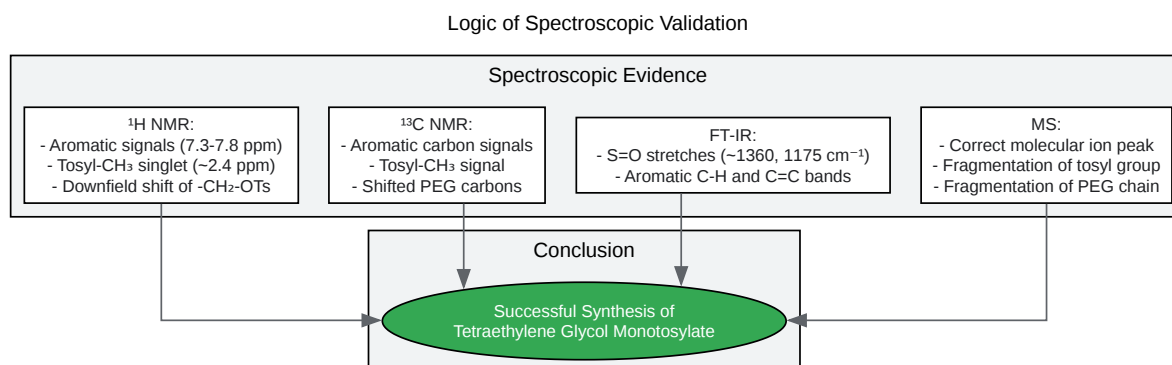 Logic of Spectroscopic Validation
Spectroscopic Evidence
¹H NMR:
- Aromatic signals (7.3-7.8 ppm)
- Tosyl-CH₃ singlet (~2.4 ppm)
- Downfield shift of -CH₂-OTs
¹³C NMR:
- Aromatic carbon signals
- Tosyl-CH₃ signal
- Shifted PEG carbons
FT-IR:
- S=O stretches (~1360, 1175 cm⁻¹)
- Aromatic C-H and C=C bands
MS:
- Correct molecular ion peak
- Fragmentation of tosyl group
- Fragmentation of PEG chain
Conclusion
Successful Synthesis of
Tetraethylene Glycol Monotosylate